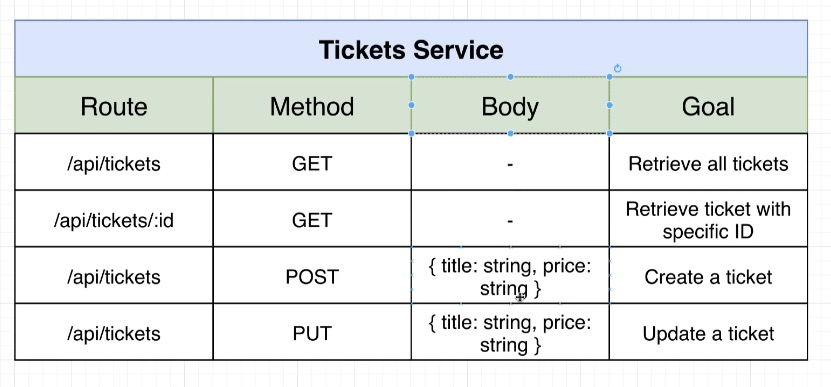 Tickets Service
Route Method Body Goal
/api/tickets GET - Retrieve all tickets
/api/tickets/:id GET - Retrieve ticket with
specific ID
/api/tickets POST { title: string, price:
string } Create a ticket
/api/tickets PUT { title: string, price:
string } Update a ticket